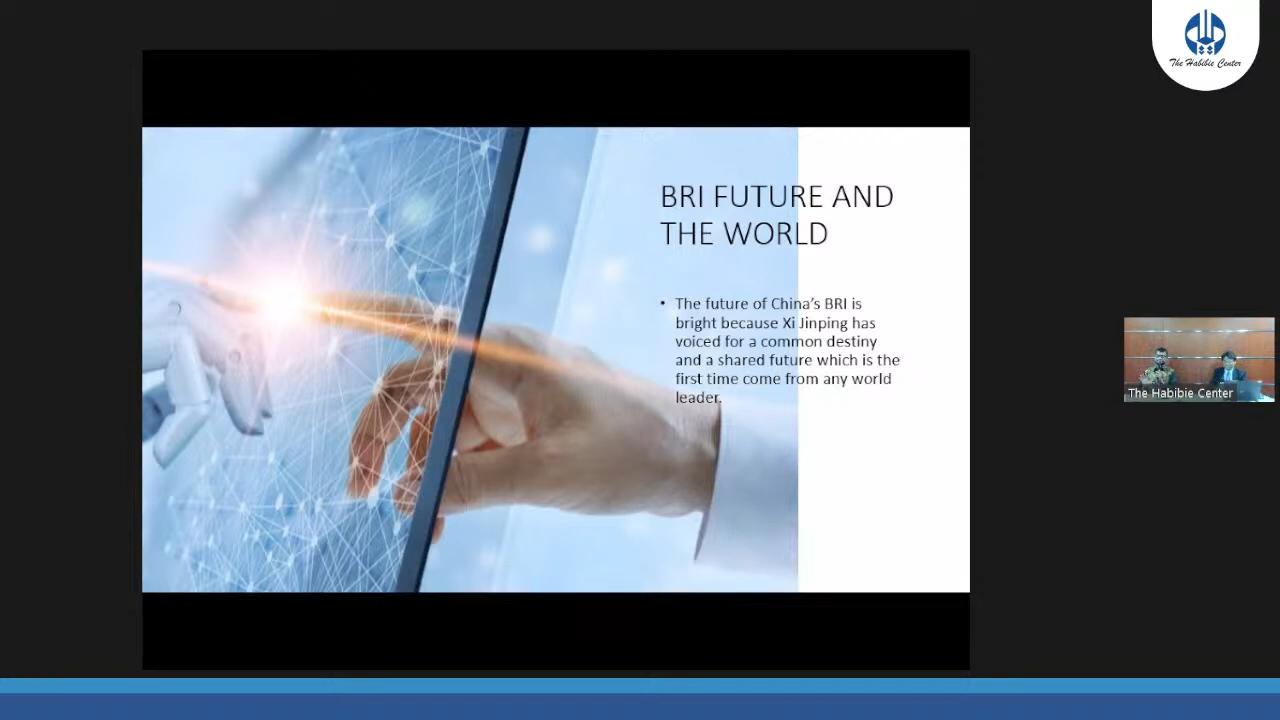 The Habibie Center
BRI FUTURE AND
THE WORLD
• The future of China’s BRI is
bright because Xi Jinping has
voiced for a common destiny
and a shared future which is the
first time come from any world
leader.
The Habibie Center